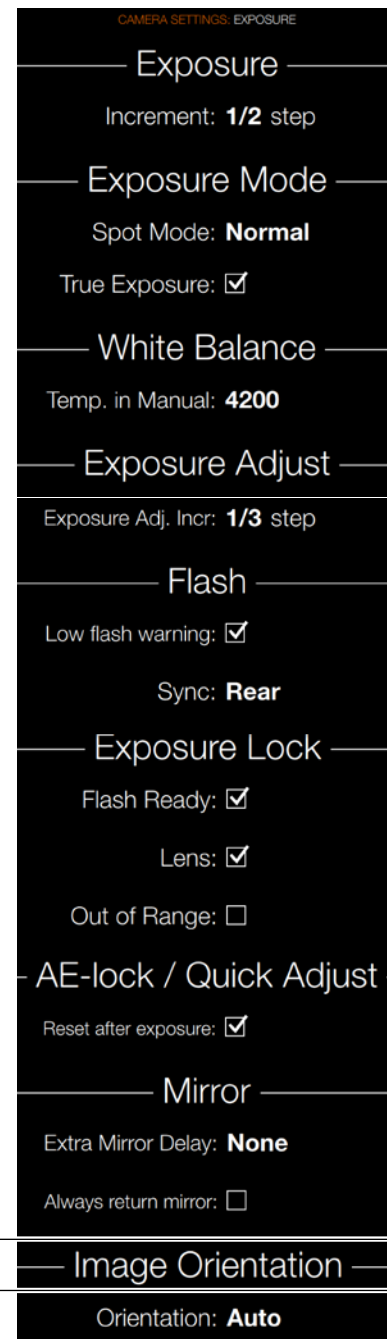 CAMERA SETTINGS: EXPOSURE
Exposure
Increment: 1/2 step
Exposure Mode
Spot Mode: Normal
True Exposure: ☑
White Balance
Temp. in Manual: 4200
Exposure Adjust
Exposure Adj. Incr: 1/3 step
Flash
Low flash warning: ☑
Sync: Rear
Exposure Lock
Flash Ready: ☑
Lens: ☑
Out of Range: ☐
AE-lock / Quick Adjust
Reset after exposure: ☑
Mirror
Extra Mirror Delay: None
Always return mirror: ☐
Image Orientation
Orientation: Auto